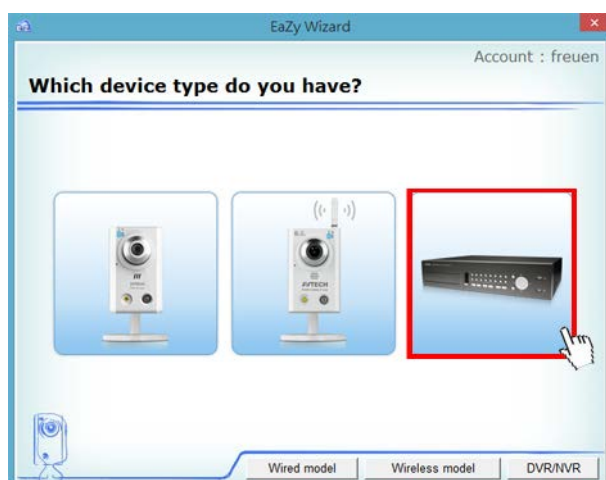 EaZy Wizard
Account : freuen
Which device type do you have?
AVTECH
Wired model
Wireless model
DVR/NVR